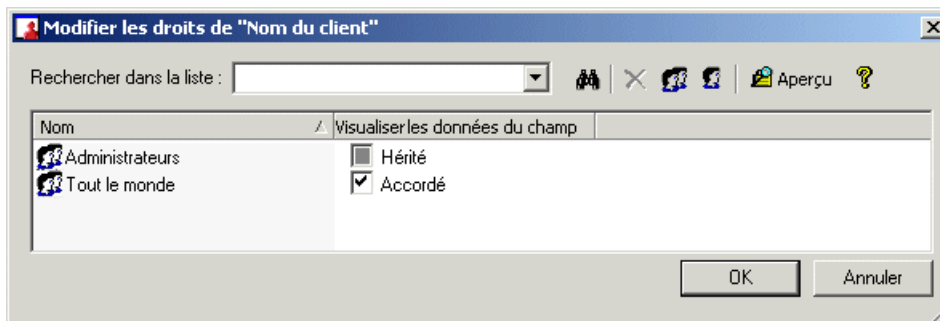 Modifier les droits de "Nom du client"
Rechercher dans la liste : Aperçu
Nom Visualiser les données du champ
Administrateurs Hérité
Tout le monde Accordé
OK Annuler